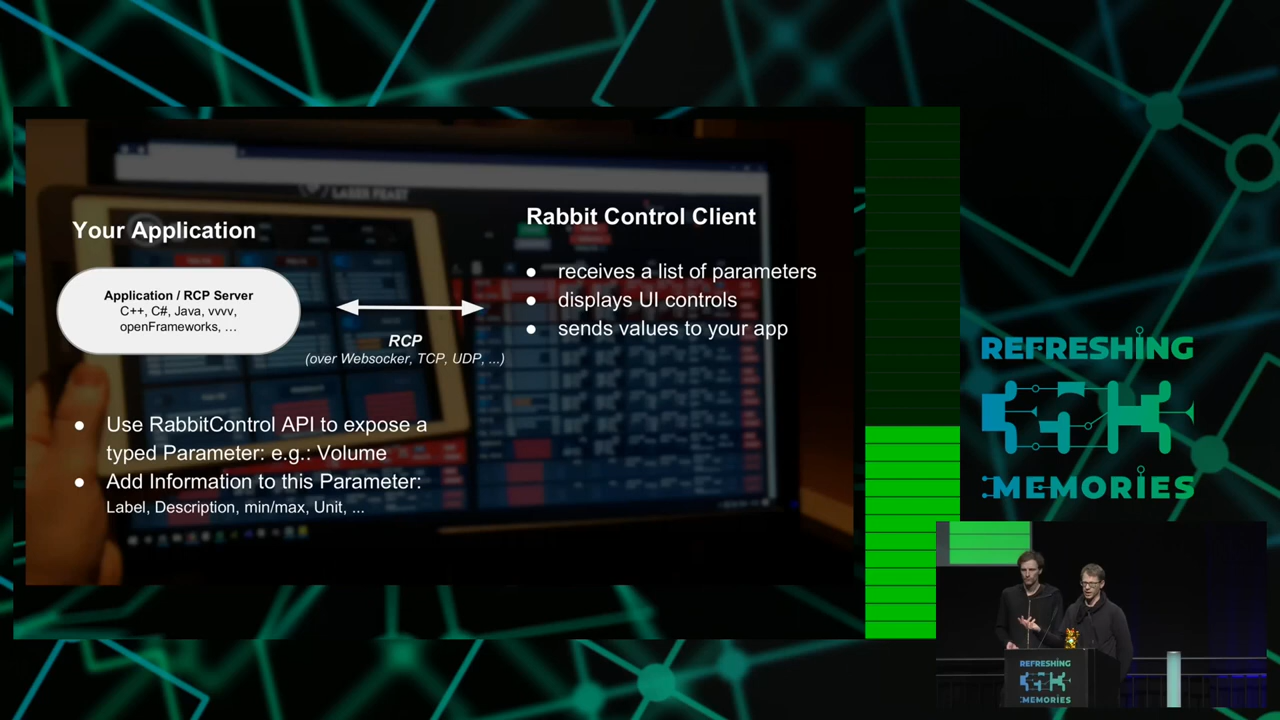 LASER FEAST
Your Application
Application / RCP Server
C++, C#, Java, vvvv,
openFrameworks, …
RCP
(over Websocker, TCP, UDP, ...)
Use RabbitControl API to expose a
typed Parameter: e.g.: Volume
Add Information to this Parameter:
Label, Description, min/max, Unit, ...
Rabbit Control Client
receives a list of parameters
displays UI controls
sends values to your app
REFRESHING
MEMORIES
REFRESHING
MEMORIES